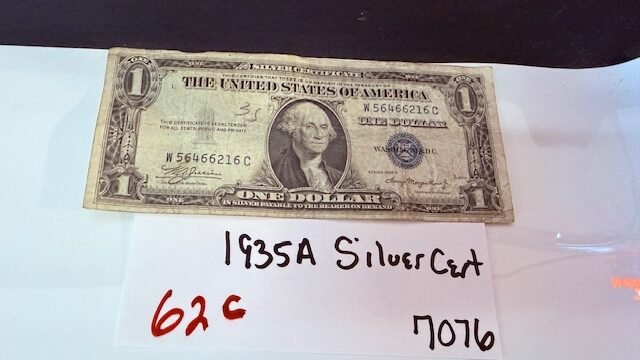 SILVER CERTIFICATE
THIS CERTIFIES THAT THERE IS ON DEPOSIT IN THE TREASURY OF
THE UNITED STATES OF AMERICA
1
1
35
W 56466216 C
ONE DOLLAR
THIS CERTIFICATE IS LEGAL TENDER
FOR ALL DEBTS, PUBLIC AND PRIVATE
WASHINGTON, D.C.
W 56466216 C
SERIES 1935 A
1
ONE DOLLAR
1
IN SILVER PAYABLE TO THE BEARER ON DEMAND
1935A Silver Cert
62c
7076